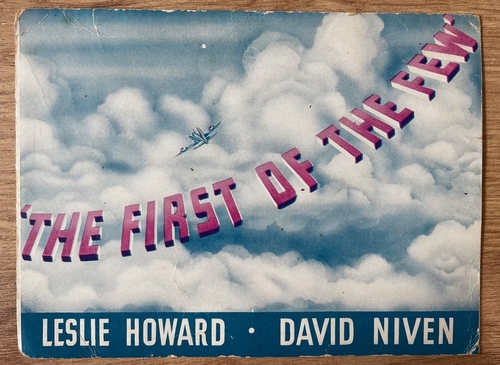 'THE FIRST OF THE FEW'
LESLIE HOWARD · DAVID NIVEN